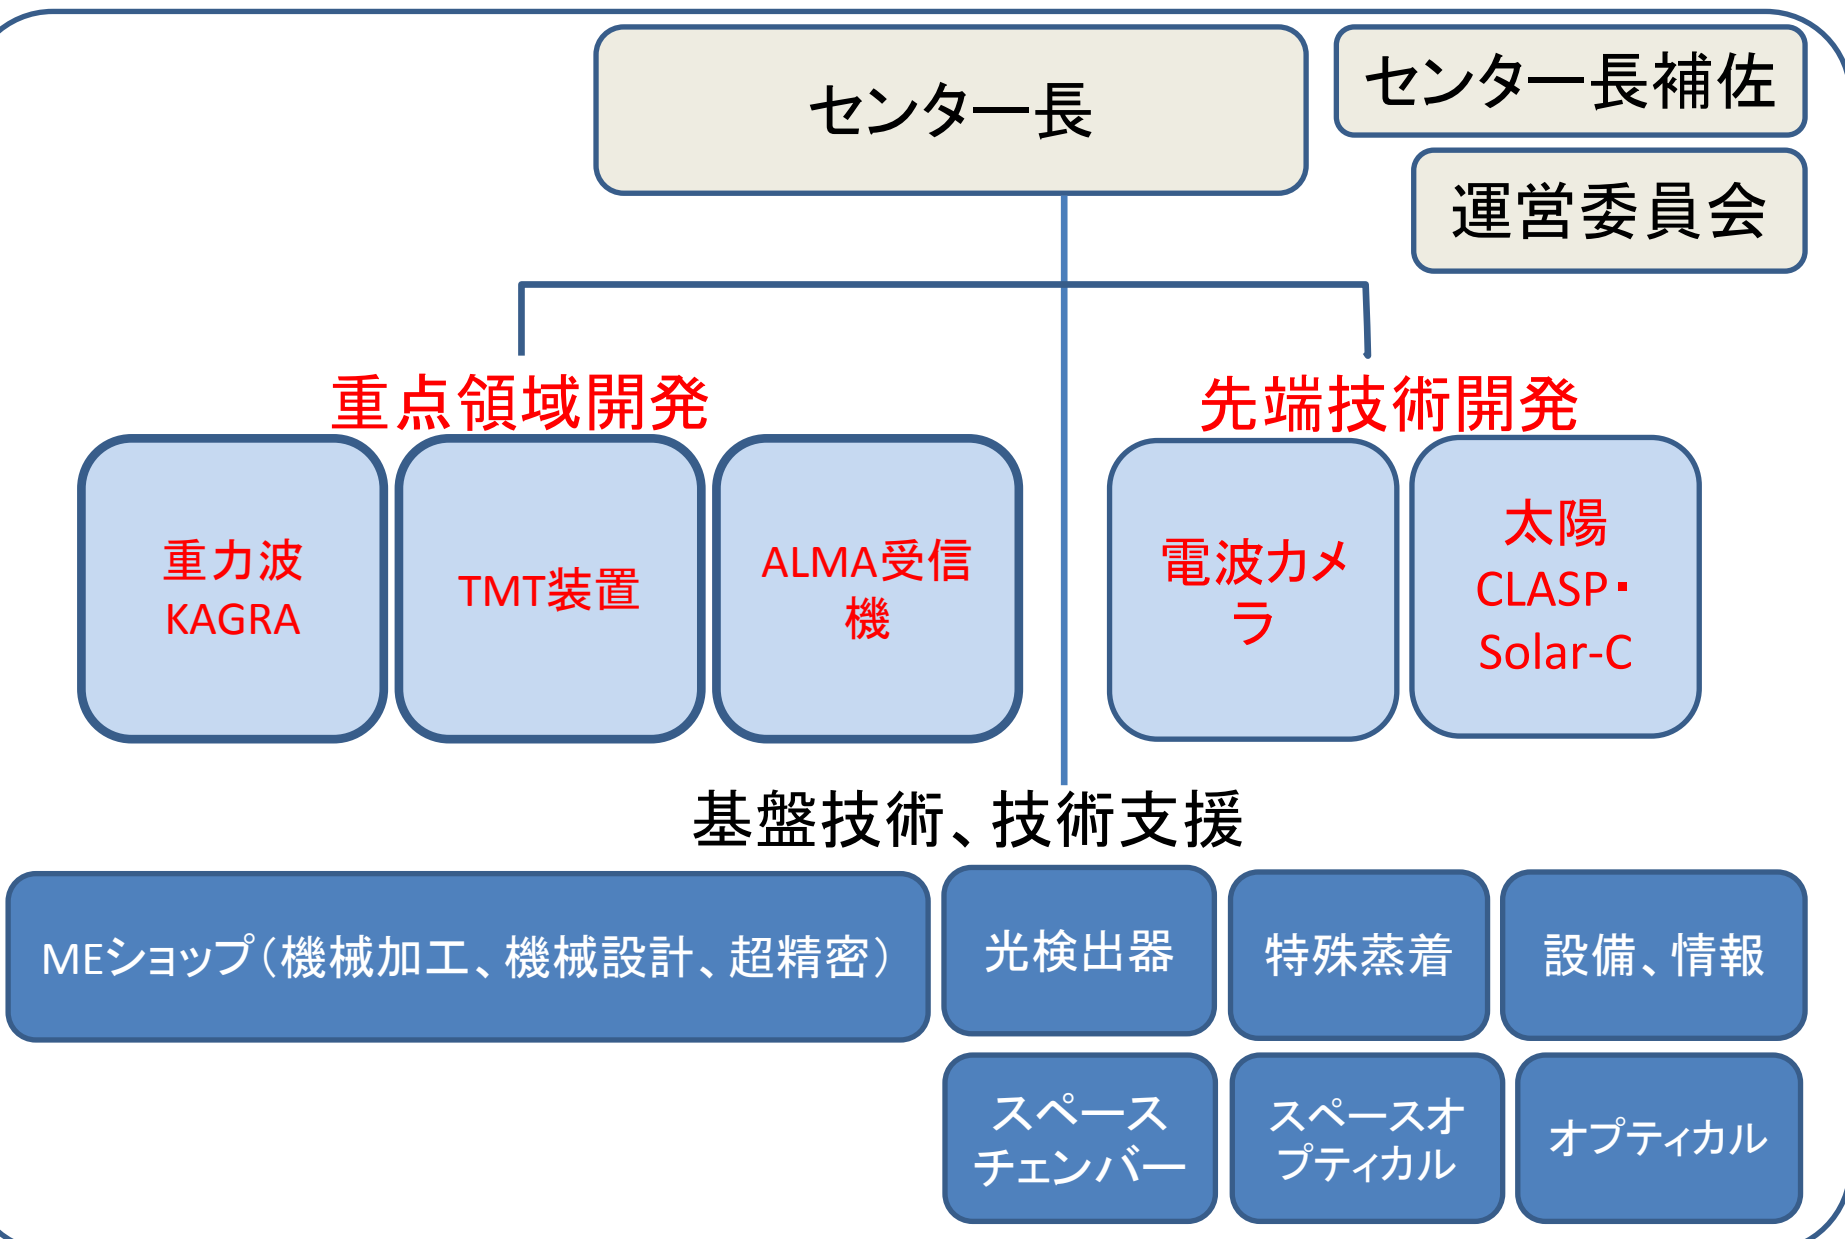 センター長
センター長補佐
運営委員会
重点領域開発
先端技術開発
重力波
KAGRA
TMT装置
ALMA受信
機
電波カメ
ラ
太陽
CLASP・
Solar-C
基盤技術、技術支援
MEショップ（機械加工、機械設計、超精密）
光検出器
特殊蒸着
設備、情報
スペース
チェンバー
スペースオ
プティカル
オプティカル